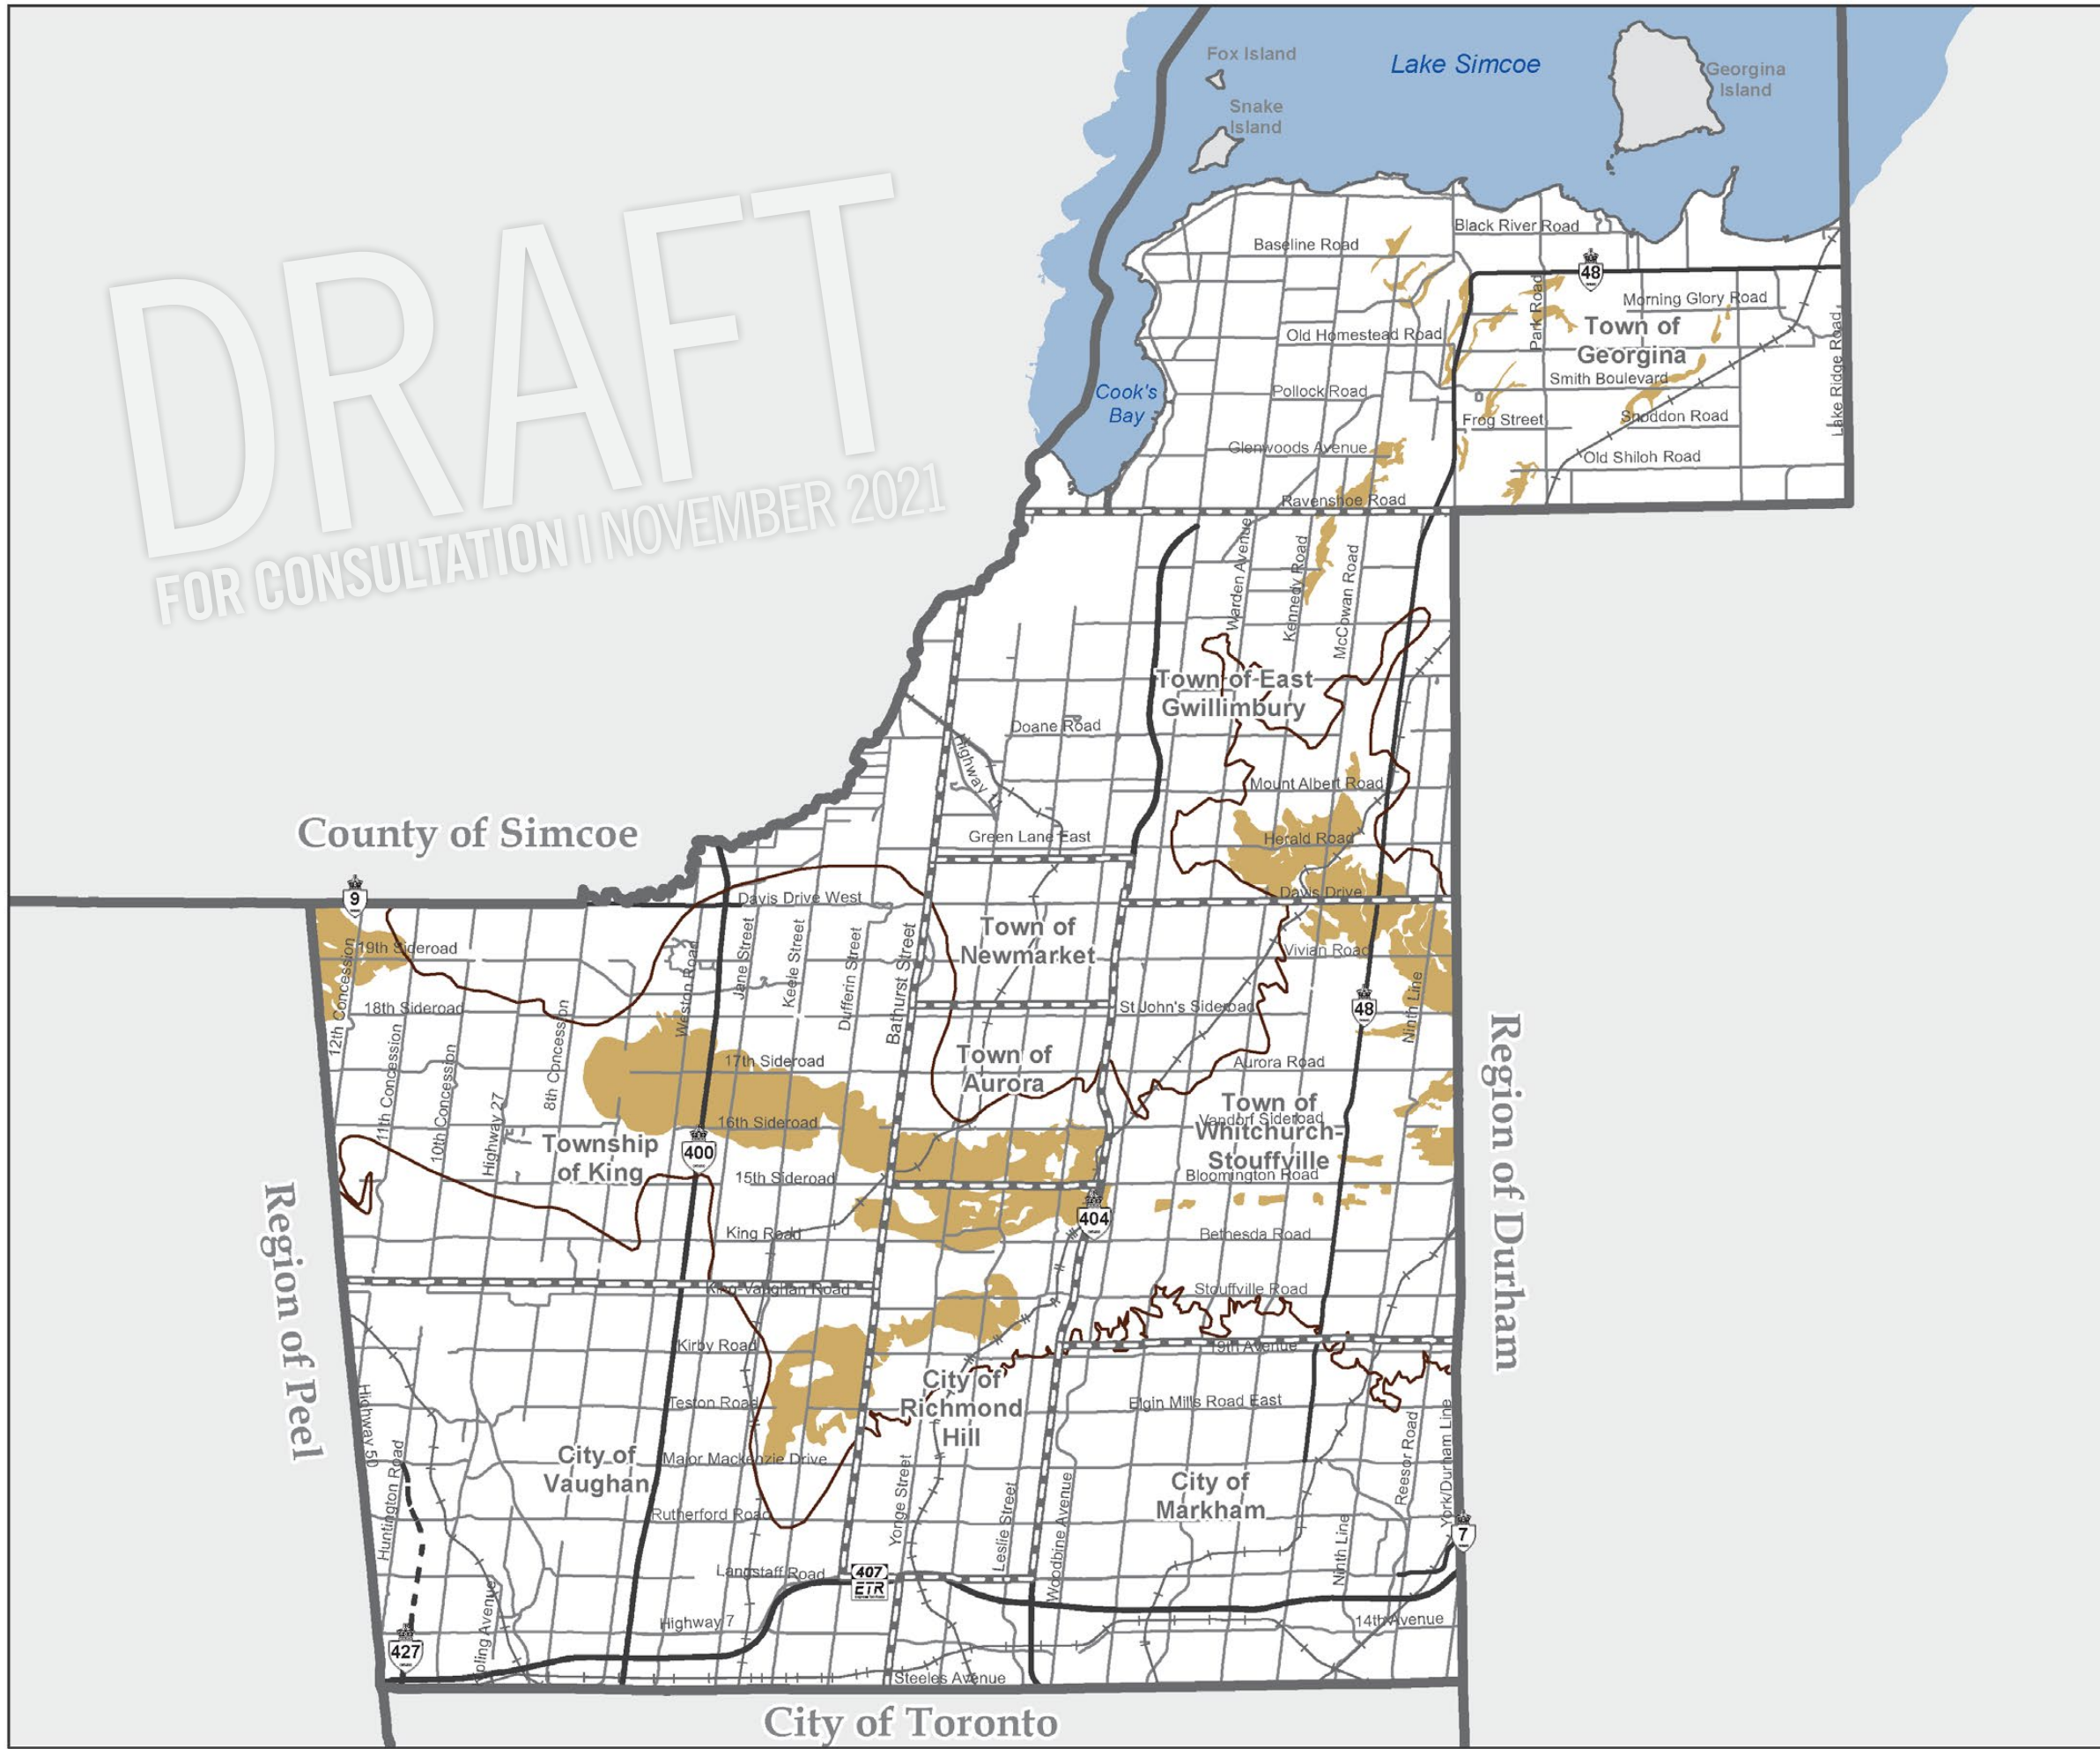 DRAFT
FOR CONSULTATION | NOVEMBER 2021
Fox Island
Snake
Island
Lake Simcoe
Georgina
Island
Cook's
Bay
Black River Road
Baseline Road
48
Morning Glory Road
Park Road
Town of
Georgina
Old Homestead Road
Smith Boulevard
Lake Ridge Road
Pollock Road
Frog Street
Snoddon Road
Glenwoods Avenue
Old Shiloh Road
Ravenshoe Road
Warden Avenue
Kennedy Road
McCowan Road
Town of East
Gwillimbury
Doane Road
Highway 11
Mount Albert Road
Green Lane East
Herald Road
County of Simcoe
9
Davis Drive West
Davis Drive
19th Sideroad
12th Concession
18th Sideroad
11th Concession
10th Concession
Highway 27
8th Concession
Weston Road
Jane Street
Keele Street
Dufferin Street
Bathurst Street
Town of
Newmarket
Vivian Road
St John's Sideroad
48
Ninth Line
17th Sideroad
Town of
Aurora
Aurora Road
16th Sideroad
Town of
Vandorf Sideroad
Whitchurch-
Stouffville
Township
of King
400
15th Sideroad
Bloomington Road
404
King Road
Bethesda Road
Region of Peel
Region of Durham
King-Vaughan Road
Stouffville Road
Kirby Road
19th Avenue
City of
Richmond
Hill
Teston Road
Elgin Mills Road East
Highway 50
Huntington Road
City of
Vaughan
Major Mackenzie Drive
Reesor Road
York/Durham Line
City of
Markham
Rutherford Road
Yonge Street
Leslie Street
Woodbine Avenue
Ninth Line
7
Langstaff Road
407
ETR
Highway 7
14th Avenue
427
Steeles Avenue
City of Toronto